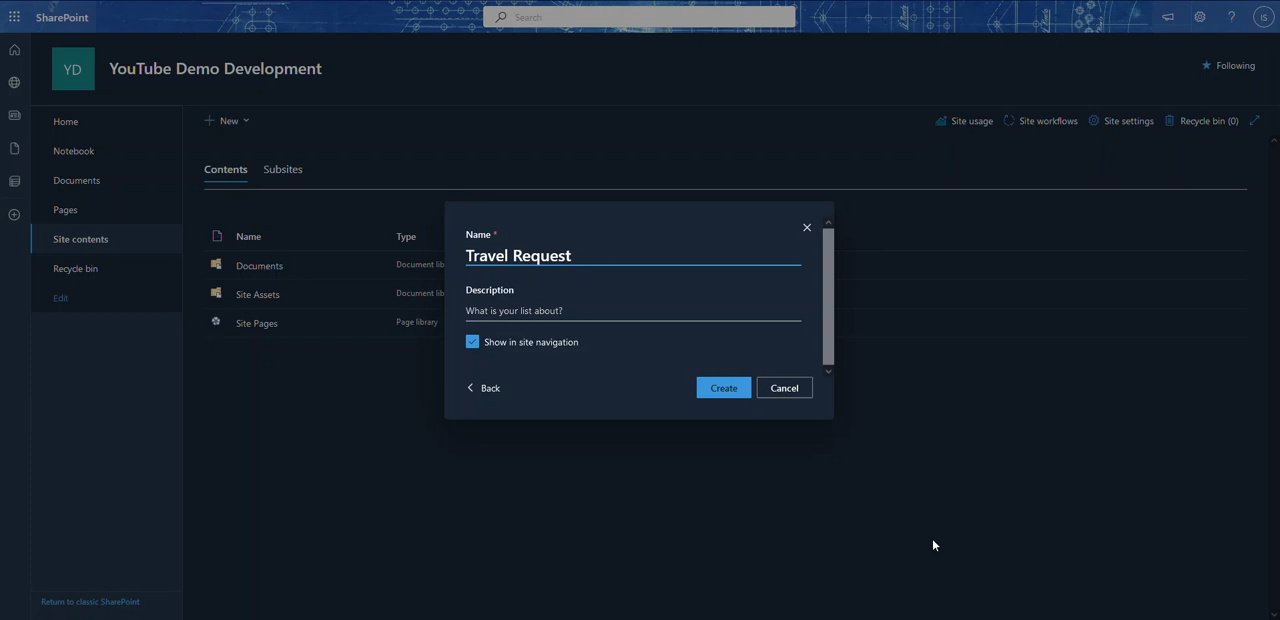 SharePoint
Search
IS
YD
YouTube Demo Development
Following
Home
Notebook
Documents
Pages
Site contents
Recycle bin
Edit
New
Site usage
Site workflows
Site settings
Recycle bin (0)
Contents
Subsites
Name
Type
Documents
Document lib
Site Assets
Document lib
Site Pages
Page library
Name *
Travel Request
Description
What is your list about?
Show in site navigation
Back
Create
Cancel
Return to classic SharePoint